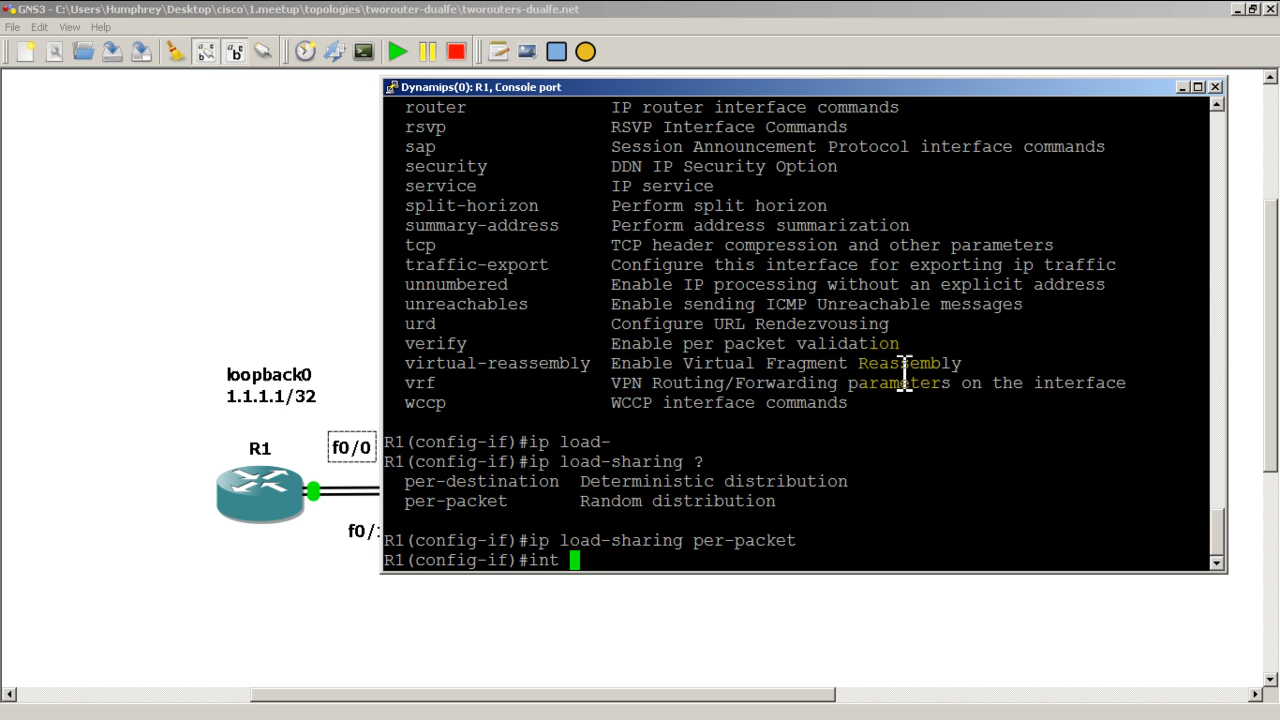 GNS3 - C:\Users\Humphrey\Desktop\cisco\1.meetup\topologies\tworouter-dualfe\tworouters-dualfe.net
File Edit View Help
Dynamips(0): R1, Console port
router IP router interface commands
rsvp RSVP Interface Commands
sap Session Announcement Protocol interface commands
security DDN IP Security Option
service IP service
split-horizon Perform split horizon
summary-address Perform address summarization
tcp TCP header compression and other parameters
traffic-export Configure this interface for exporting ip traffic
unnumbered Enable IP processing without an explicit address
unreachables Enable sending ICMP Unreachable messages
urd Configure URL Rendezvousing
verify Enable per packet validation
virtual-reassembly Enable Virtual Fragment Reassembly
vrf VPN Routing/Forwarding parameters on the interface
wccp WCCP interface commands
R1(config-if)#ip load-
R1(config-if)#ip load-sharing ?
per-destination Deterministic distribution
per-packet Random distribution
R1(config-if)#ip load-sharing per-packet
R1(config-if)#int
loopback0
1.1.1.1/32
R1
f0/0
f0/